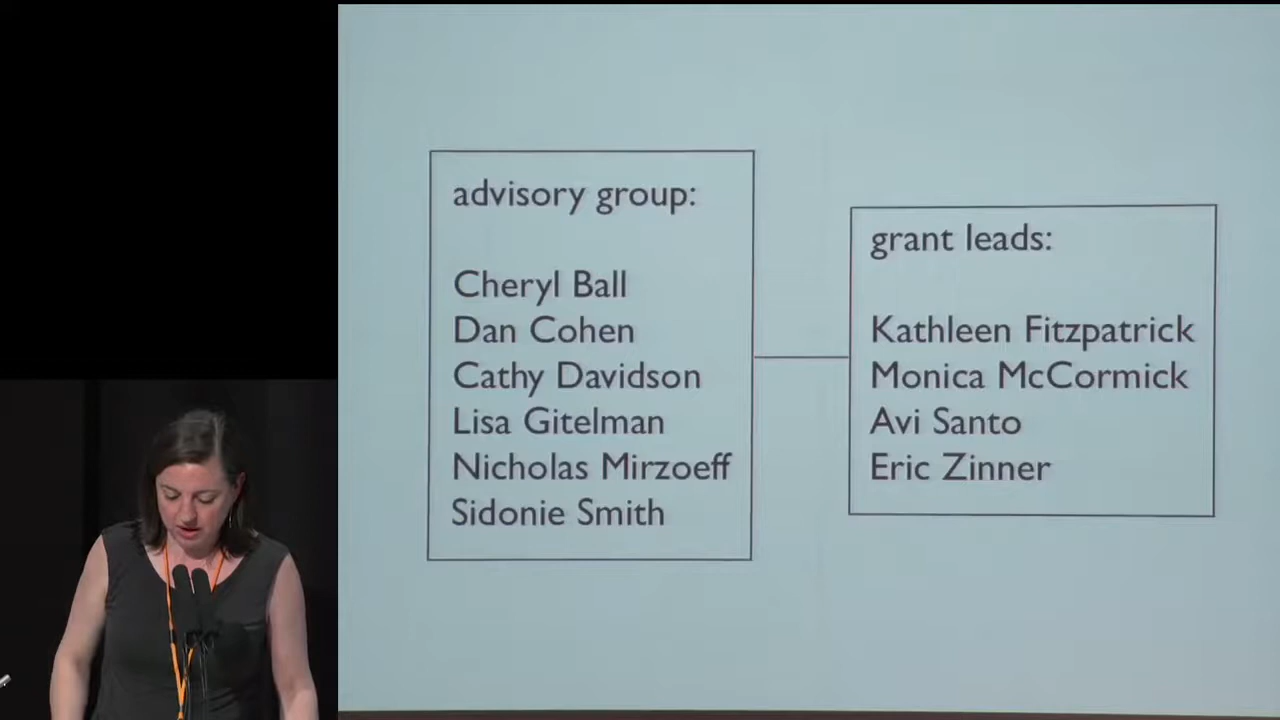 advisory group:
Cheryl Ball
Dan Cohen
Cathy Davidson
Lisa Gitelman
Nicholas Mirzoeff
Sidonie Smith
grant leads:
Kathleen Fitzpatrick
Monica McCormick
Avi Santo
Eric Zinner